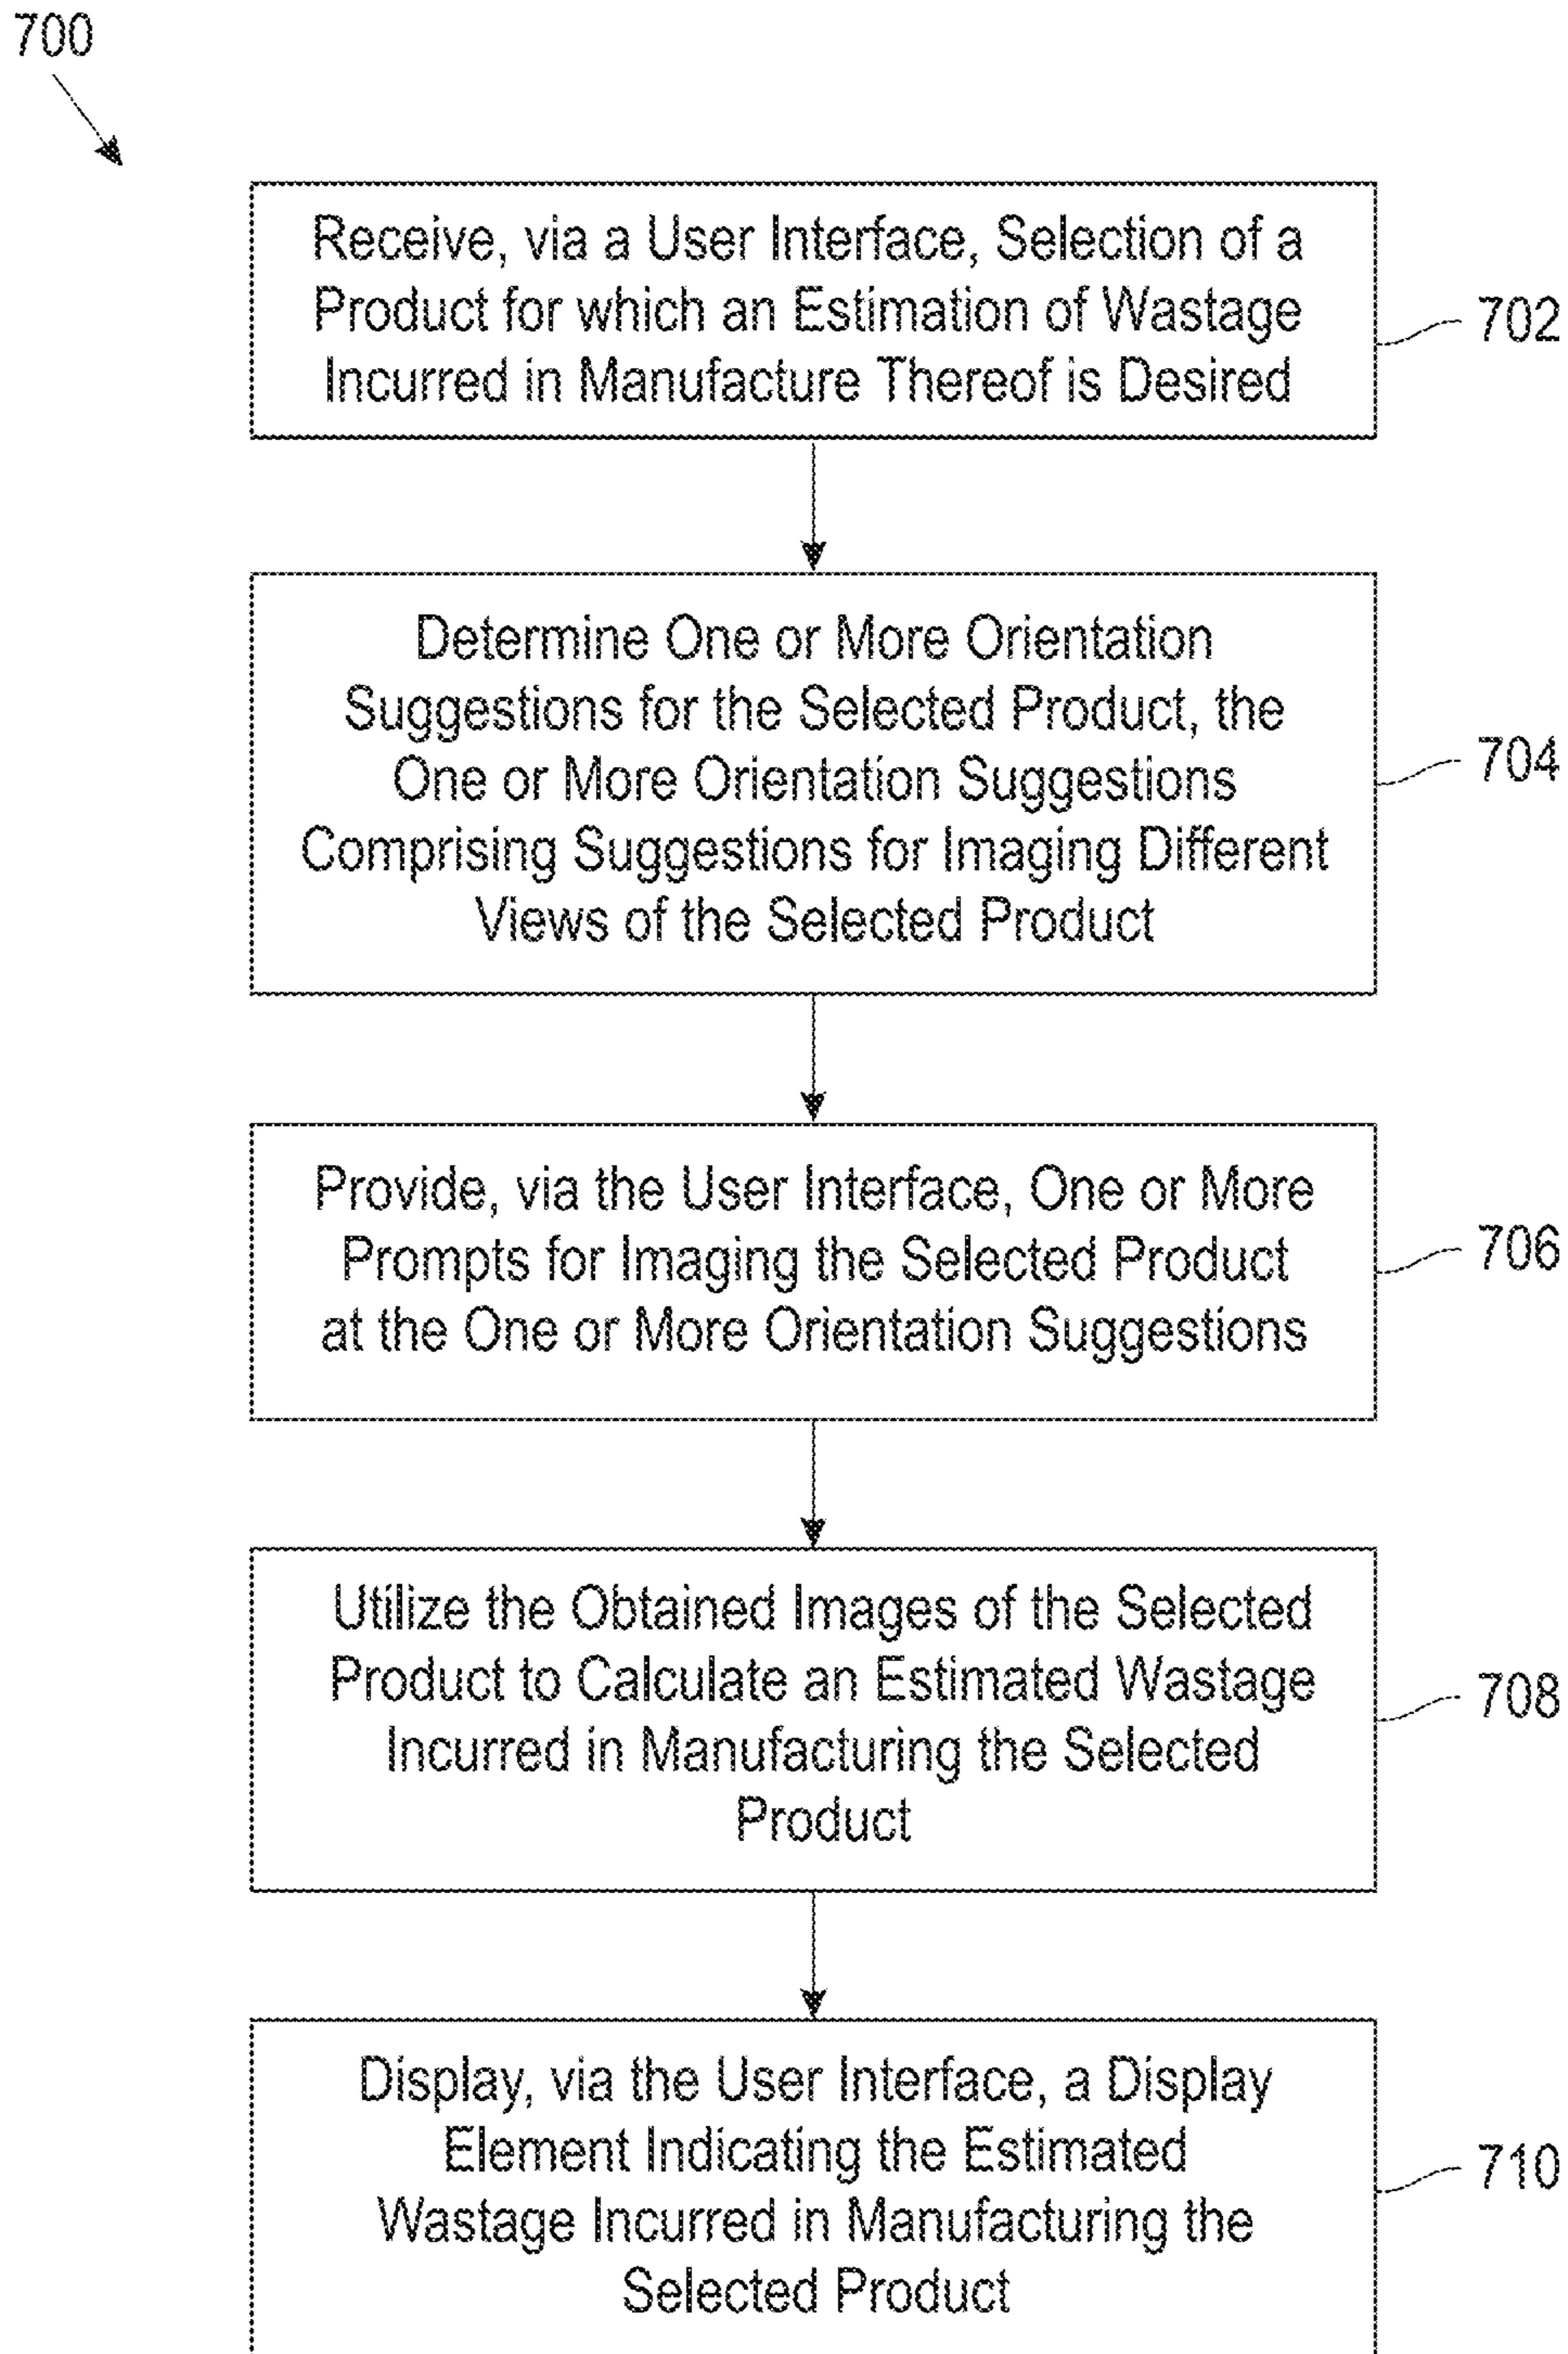 700
Receive, via a User Interface, Selection of a
Product for which an Estimation of Wastage
Incurred in Manufacture Thereof is Desired
702
Determine One or More Orientation
Suggestions for the Selected Product, the
One or More Orientation Suggestions
Comprising Suggestions for Imaging Different
Views of the Selected Product
704
Provide, via the User Interface, One or More
Prompts for Imaging the Selected Product
at the One or More Orientation Suggestions
706
Utilize the Obtained Images of the Selected
Product to Calculate an Estimated Wastage
Incurred in Manufacturing the Selected
Product
708
Display, via the User Interface, a Display
Element Indicating the Estimated
Wastage Incurred in Manufacturing the
Selected Product
710